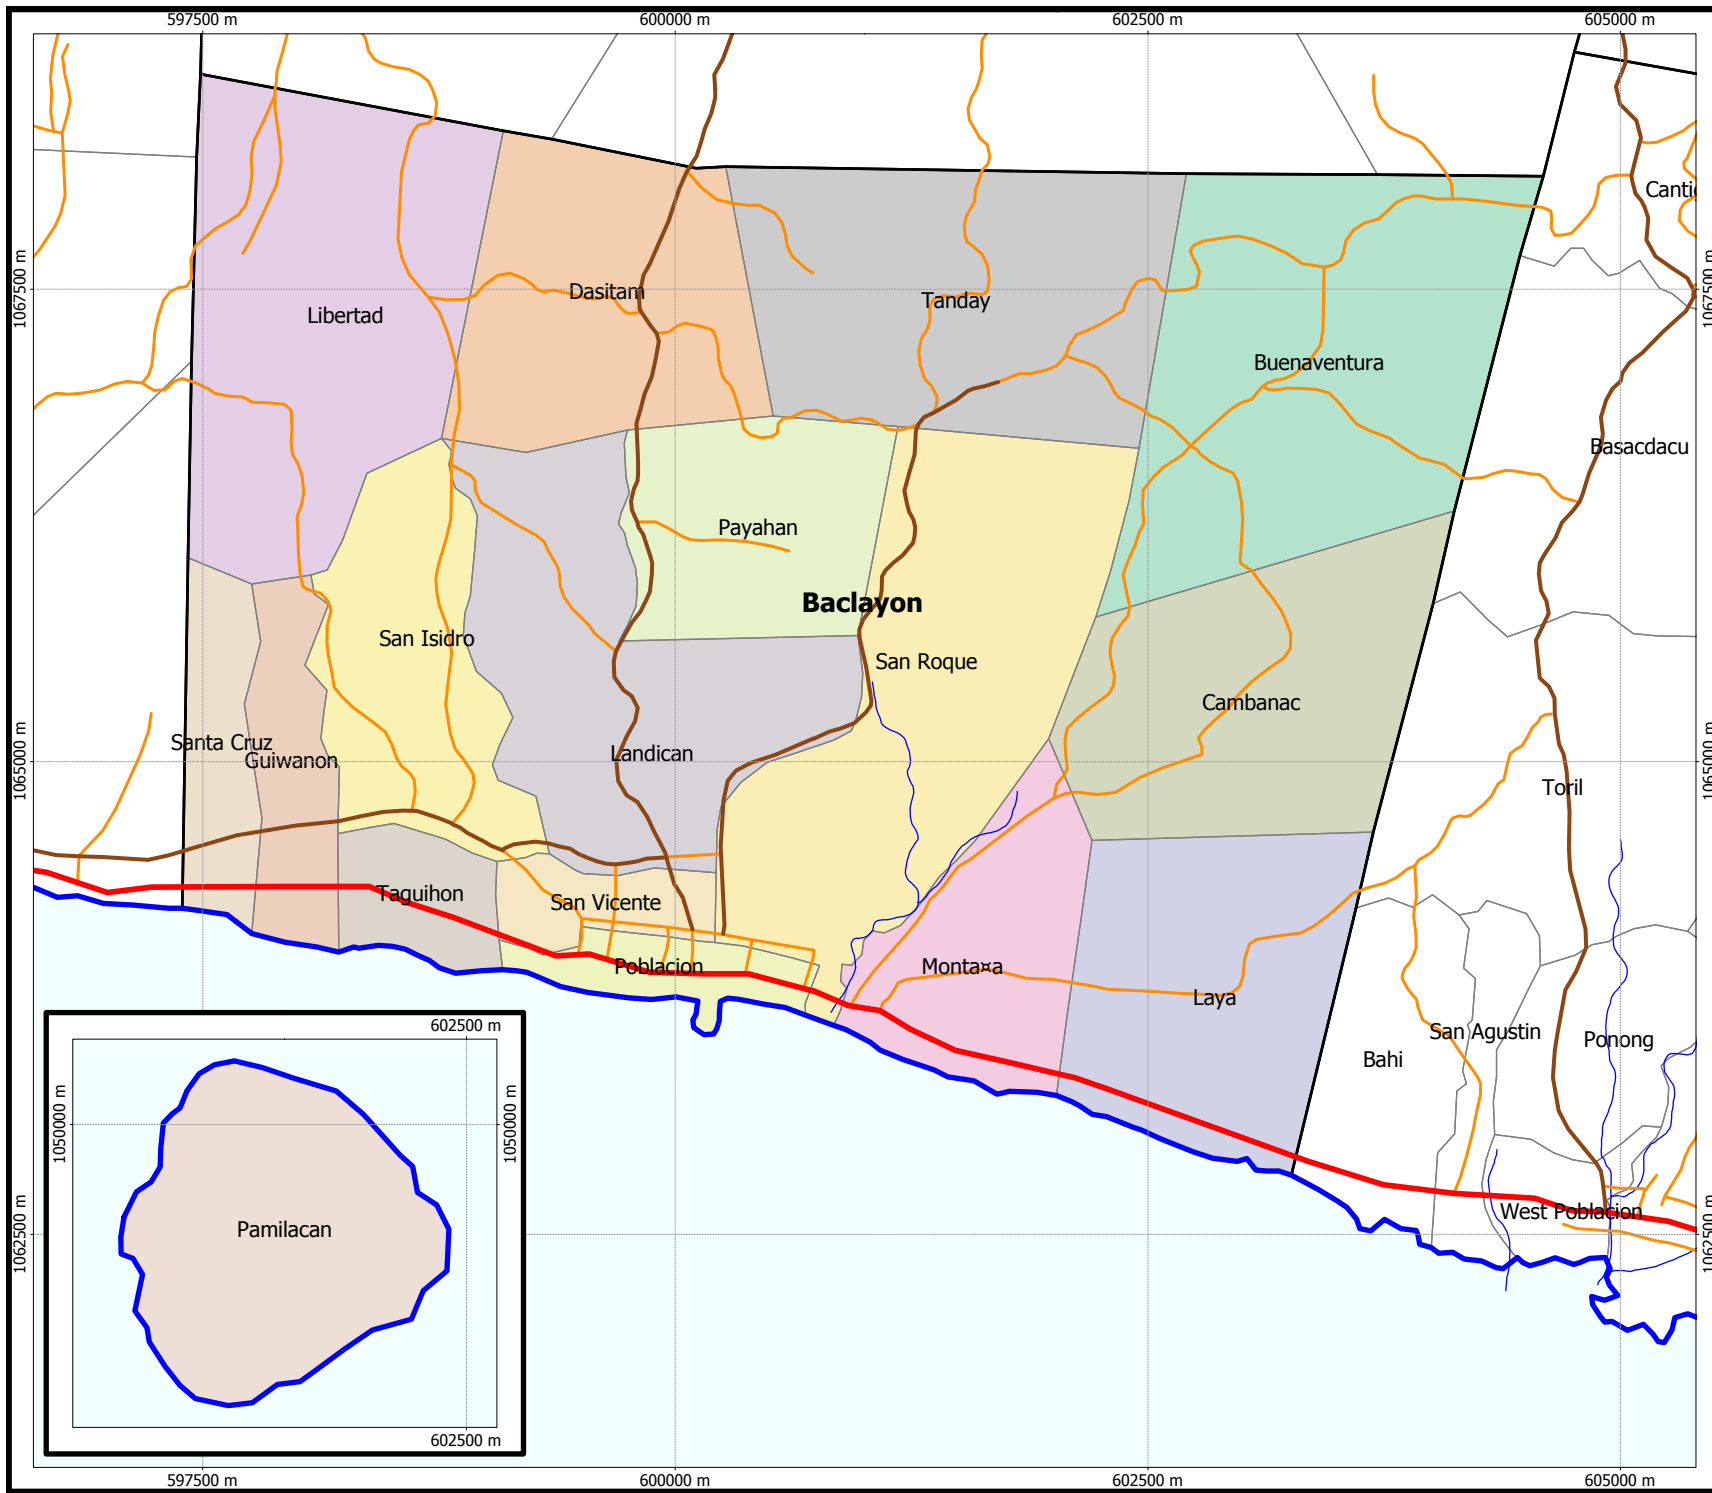 597500 m
600000 m
602500 m
605000 m
Canti
1067500 m
1067500 m
Dasitam
Tanday
Libertad
Buenaventura
Basacdacu
Payahan
Baclayon
San Isidro
San Roque
Cambanac
Santa Cruz
Guiwanon
Landican
1065000 m
1065000 m
Toril
Taguihon
San Vicente
Poblacion
Monta¤a
Laya
San Agustin
Ponong
Bahi
602500 m
1050000 m
1050000 m
West Poblacion
Pamilacan
1062500 m
1062500 m
602500 m
597500 m
600000 m
602500 m
605000 m